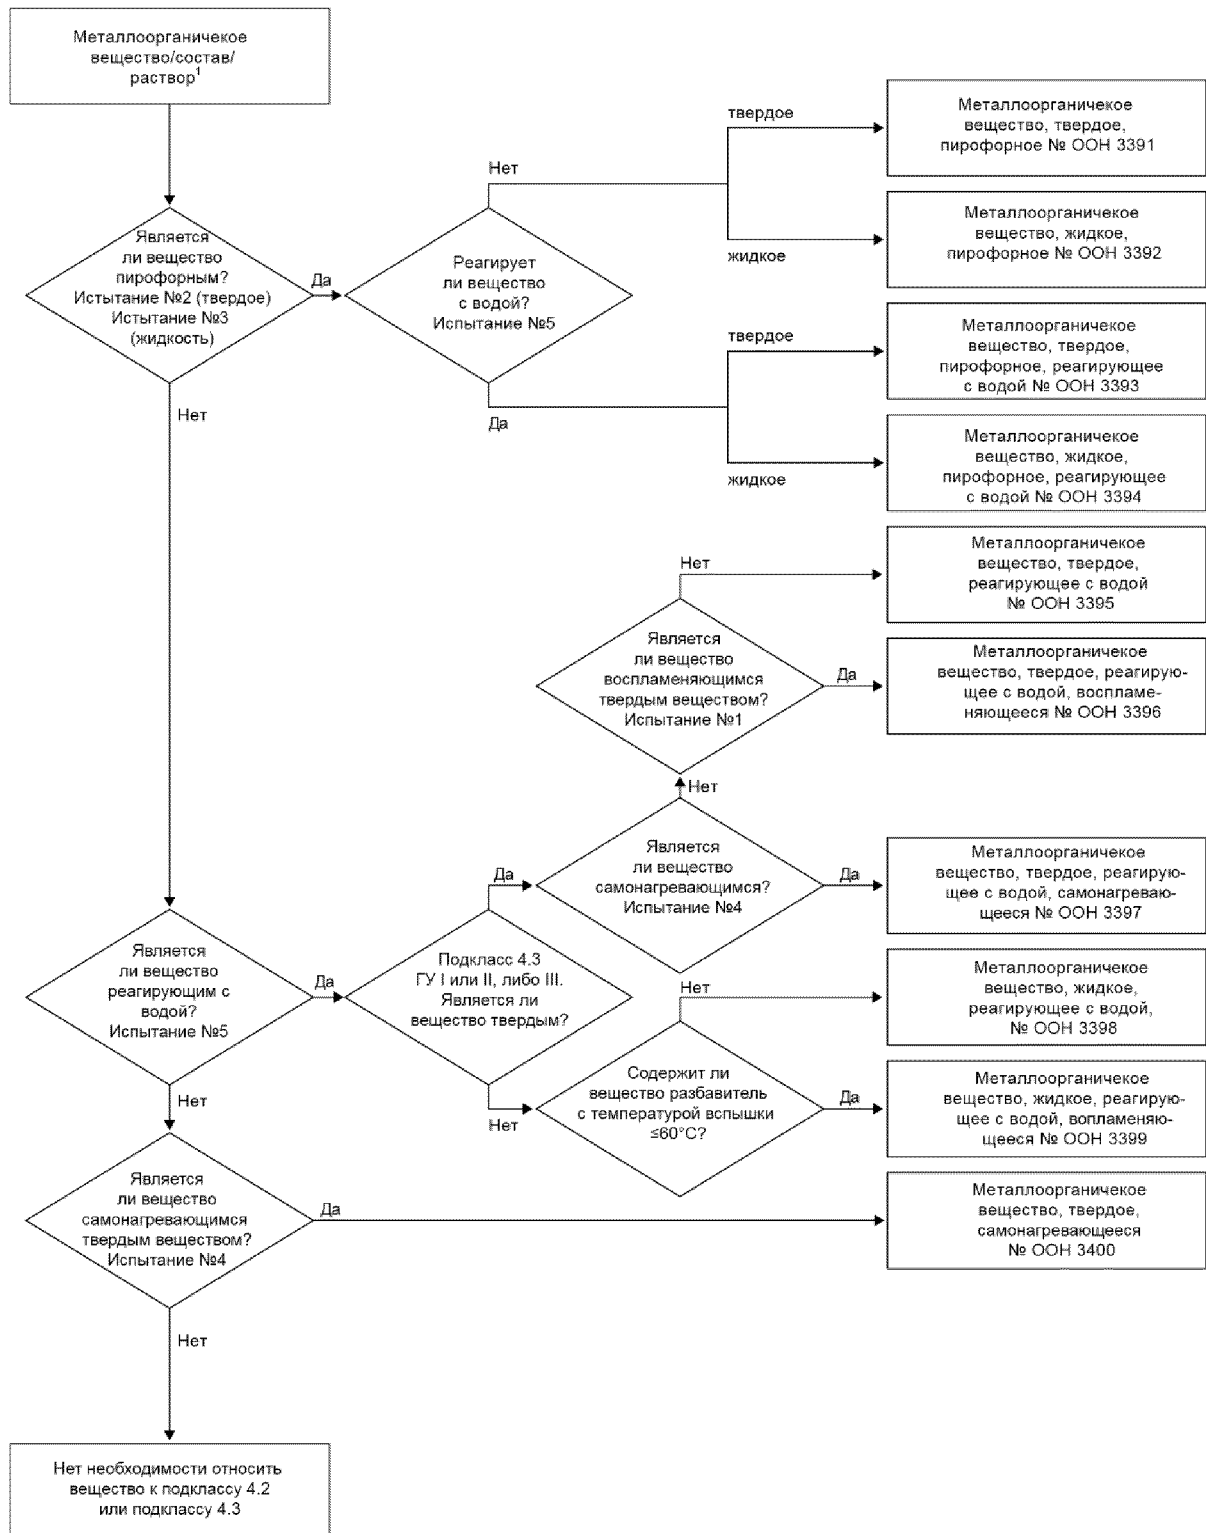 Металлоорганичекое
вещество/состав/
раствор¹
Является
ли вещество
пирофорным?
Истытание №2 (твердое)
Истытание №3
(жидкость)
Да
Нет
Реагирует
ли вещество
с водой?
Испытание №5
Нет
Да
твердое
жидкое
твердое
жидкое
Металлоорганичекое
вещество, твердое,
пирофорное № ООН 3391
Металлоорганичекое
вещество, жидкое,
пирофорное № ООН 3392
Металлоорганичекое
вещество, твердое,
пирофорное, реагирующее
с водой № ООН 3393
Металлоорганичекое
вещество, жидкое,
пирофорное, реагирующее
с водой № ООН 3394
Нет
Металлоорганичекое
вещество, твердое,
реагирующее с водой
№ ООН 3395
Является
ли вещество
воспламеняющимся
твердым веществом?
Испытание №1
Да
Металлоорганичекое
вещество, твердое, реагирую-
щее с водой, воспламе-
няющееся № ООН 3396
Нет
Является
ли вещество
самонагревающимся?
Испытание №4
Да
Металлоорганичекое
вещество, твердое, реагирую-
щее с водой, самонагреваю-
щееся № ООН 3397
Является
ли вещество
реагирующим с
водой?
Испытание №5
Да
Подкласс 4.3
ГУ I или II, либо III.
Является ли
вещество твердым?
Да
Нет
Нет
Металлоорганичекое
вещество, жидкое,
реагирующее с водой,
№ ООН 3398
Содержит ли
вещество разбавитель
с температурой вспышки
≤60°C?
Да
Металлоорганичекое
вещество, жидкое, реагирую-
щее с водой, вопламеняю-
щееся № ООН 3399
Нет
Является
ли вещество
самонагревающимся
твердым веществом?
Испытание №4
Да
Металлоорганичекое
вещество, твердое,
самонагревающееся
№ ООН 3400
Нет
Нет необходимости относить
вещество к подклассу 4.2
или подклассу 4.3